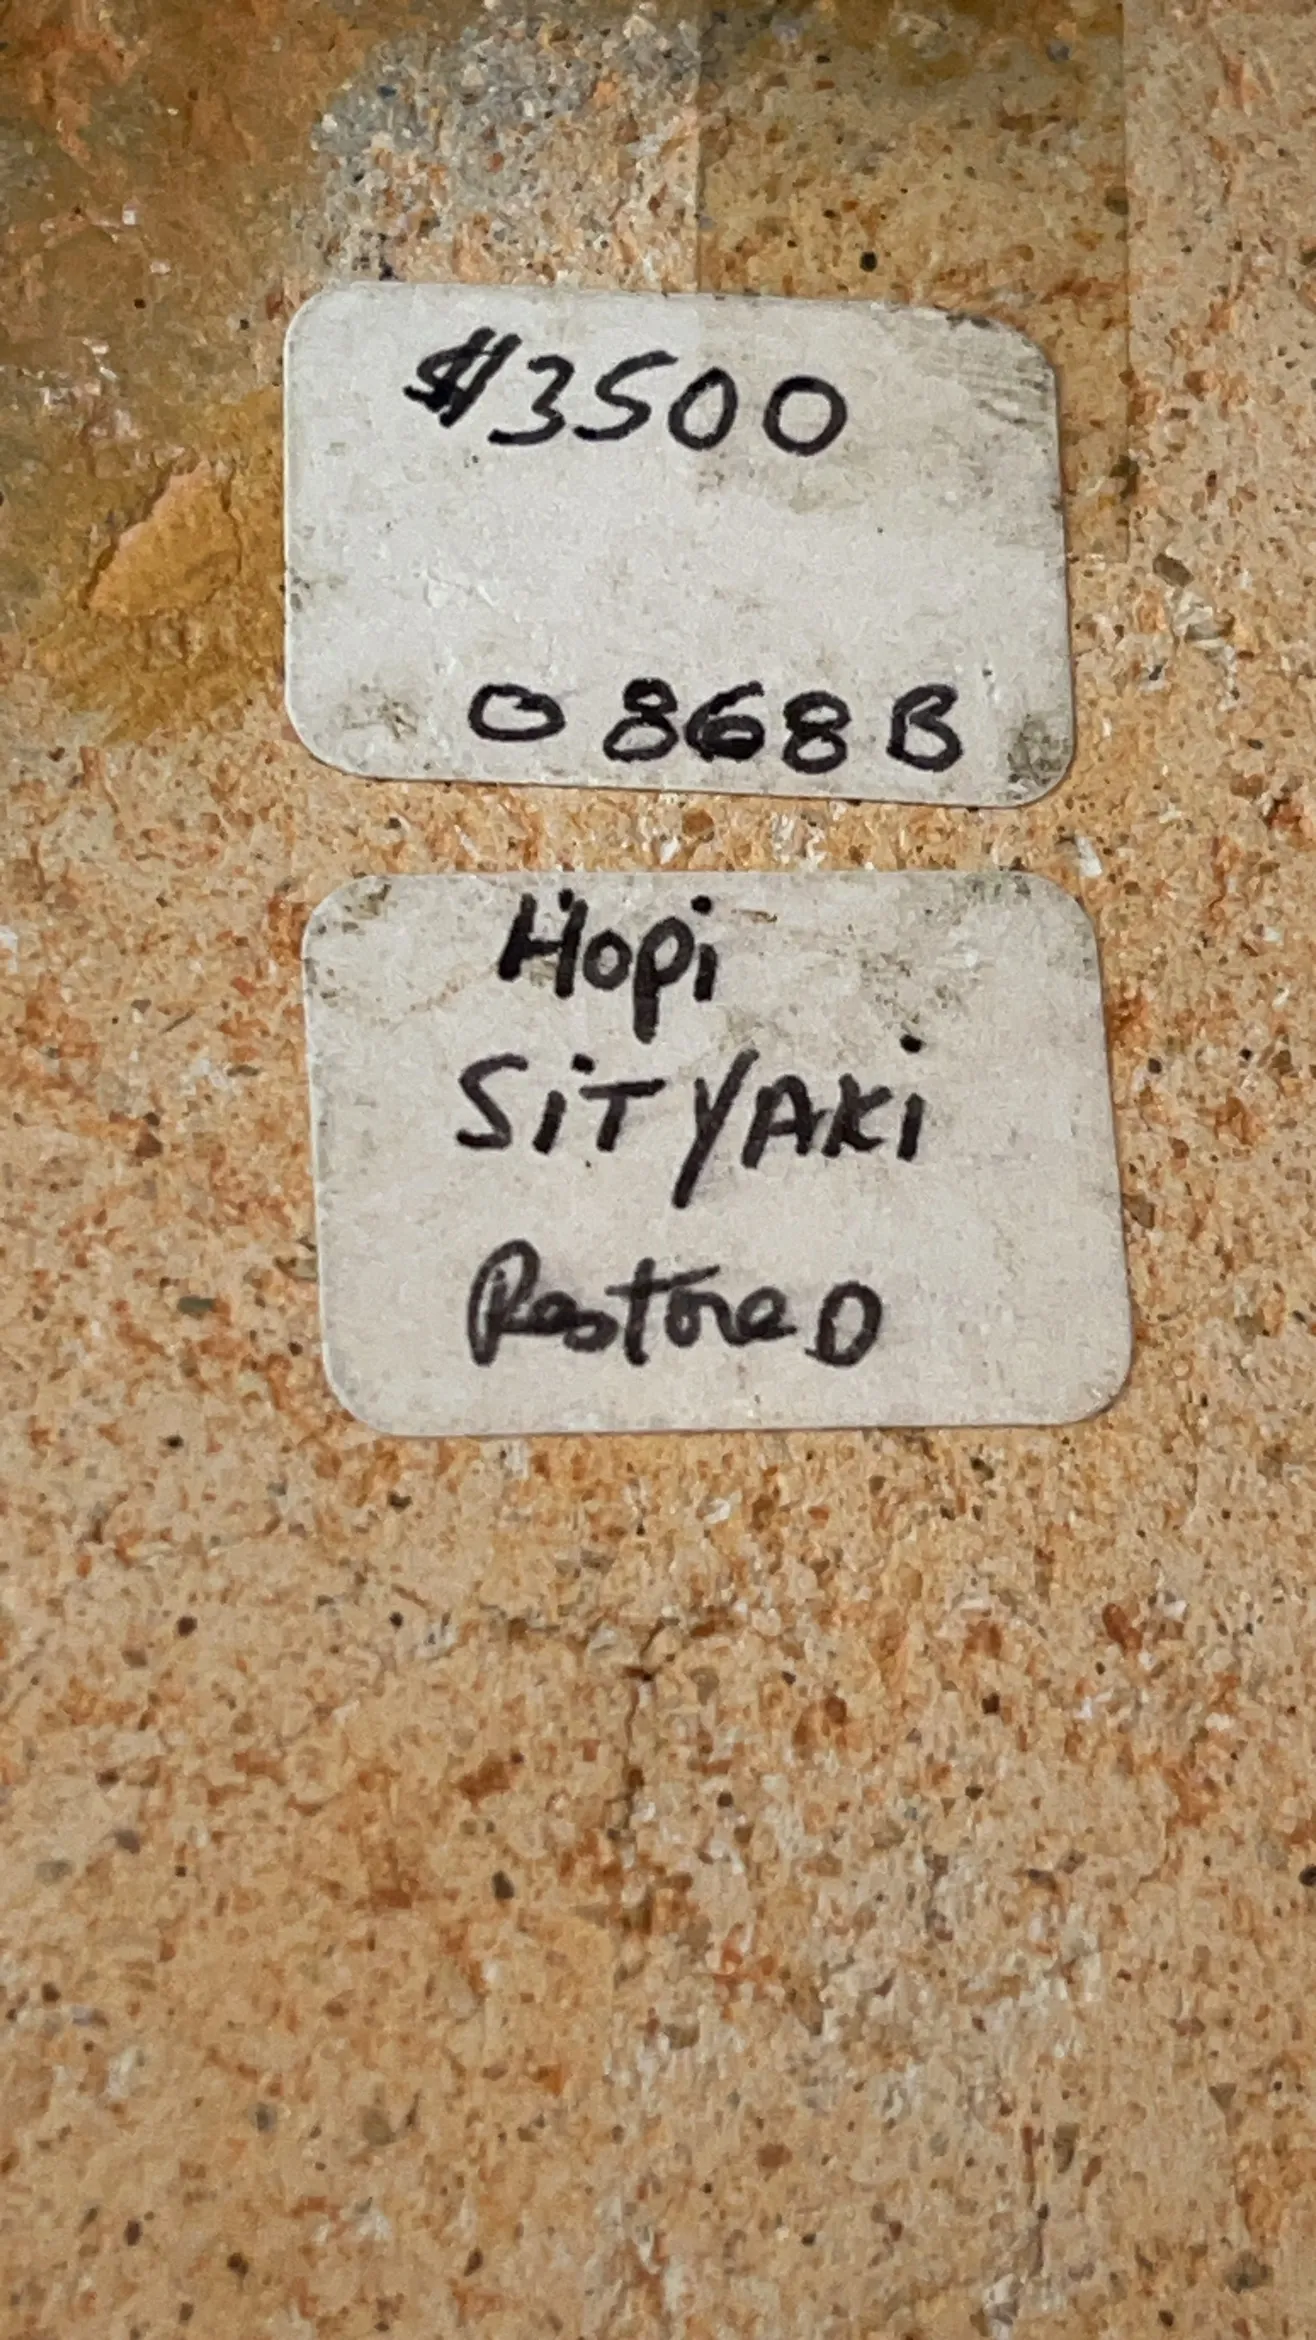 $3500
0868B
Hopi
SiTYAKi
RestoreD